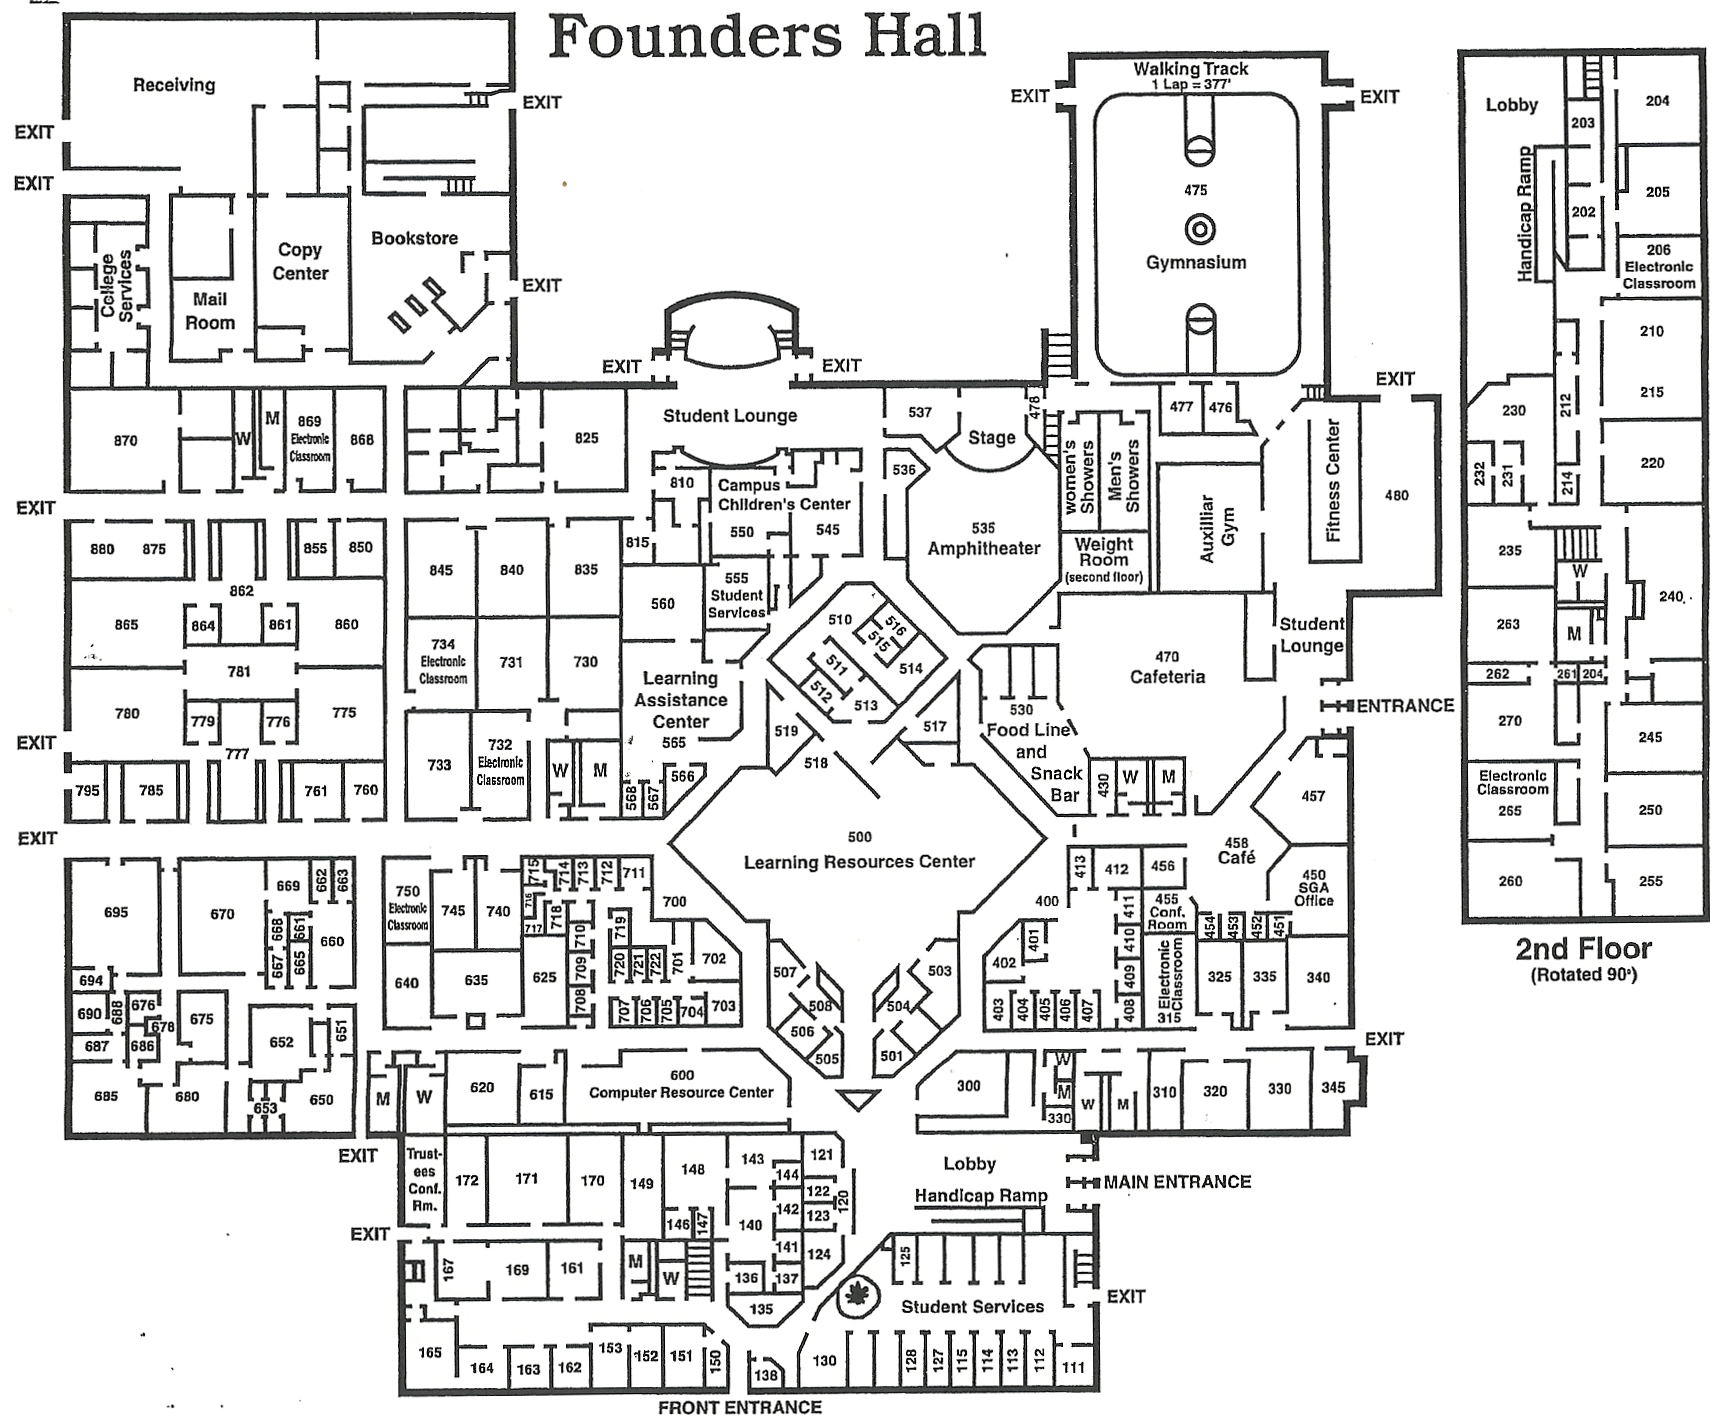 Founders Hall
Receiving
EXIT
EXIT
EXIT
College
Services
Mail
Room
Copy
Center
Bookstore
EXIT
EXIT
EXIT
Student Lounge
Walking Track
1 Lap = 377'
EXIT
EXIT
475
Gymnasium
EXIT
870
W
M
869
Electronic
Classroom
868
825
810
Campus
Children's Center
550
545
537
Stage
478
536
535
Amphitheater
women's
Showers
Men's
Showers
Weight
Room
(second floor)
477
476
Auxilliar
Gym
Fitness Center
480
EXIT
880
875
855
850
862
865
864
861
860
781
780
779
776
775
777
EXIT
795
785
761
760
EXIT
845
840
835
815
734
Electronic
Classroom
731
730
733
732
Electronic
Classroom
W
M
560
555
Student
Services
Learning
Assistance
Center
565
566
568
567
510
516
515
514
511
512
513
519
518
517
530
Food Line
and
Snack
Bar
470
Cafeteria
Student
Lounge
ENTRANCE
430
W
M
457
500
Learning Resources Center
458
Café
450
SGA
Office
413
412
456
400
411
455
Conf.
Room
454
453
452
451
410
409
408
Electronic
Classroom
315
325
335
340
401
402
403
404
405
406
407
695
670
669
662
663
668
661
667
665
660
694
690
688
676
678
687
686
675
652
651
685
680
653
650
750
Electronic
Classroom
745
740
640
635
625
715
714
713
712
711
716
717
718
710
709
708
719
720
721
722
701
702
700
707
706
705
704
703
507
508
506
505
503
504
501
M
W
620
615
600
Computer Resource Center
300
W
M
330
W
M
310
320
330
345
EXIT
EXIT
Trust-
ees
Conf.
Rm.
172
171
170
149
148
146
147
143
144
142
140
141
136
137
135
121
122
123
120
124
Lobby
Handicap Ramp
MAIN ENTRANCE
EXIT
167
169
161
M
W
125
Student Services
EXIT
165
164
163
162
153
152
151
150
138
130
128
127
115
114
113
112
111
FRONT ENTRANCE
Lobby
Handicap Ramp
203
204
202
205
206
Electronic
Classroom
210
215
212
230
232
231
214
220
235
W
240
263
M
262
261
204
270
245
Electronic
Classroom
265
250
260
255
2nd Floor
(Rotated 90°)